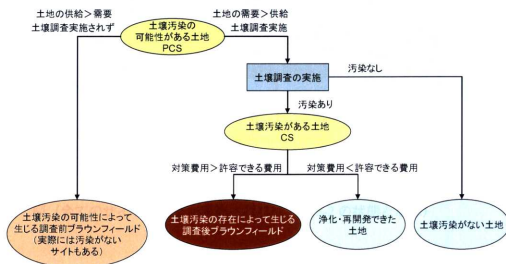 土地の供給＞需要
土壌調査実施されず
土壌汚染の
可能性がある土地
PCS
土地の需要＞供給
土壌調査実施
土壌調査の実施
汚染なし
汚染あり
土壌汚染がある土地
CS
対策費用＞許容できる費用
対策費用＜許容できる費用
土壌汚染の可能性によって
生じる調査前ブラウンフィールド
(実際には汚染がない
サイトもある)
土壌汚染の存在によって生じる
調査後ブラウンフィールド
浄化・再開発できた
土地
土壌汚染がない土地